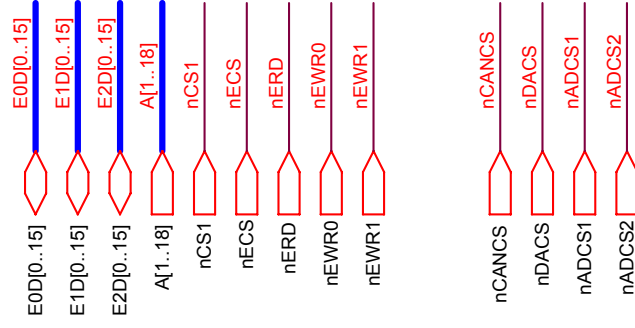 E0D[0..15]
E1D[0..15]
E2D[0..15]
A[1..18]
nCS1
nECS
nERD
nEWR0
nEWR1
nCANCS
nDACS
nADCS1
nADCS2
E0D[0..15]
E1D[0..15]
E2D[0..15]
A[1..18]
nCS1
nECS
nERD
nEWR0
nEWR1
nCANCS
nDACS
nADCS1
nADCS2